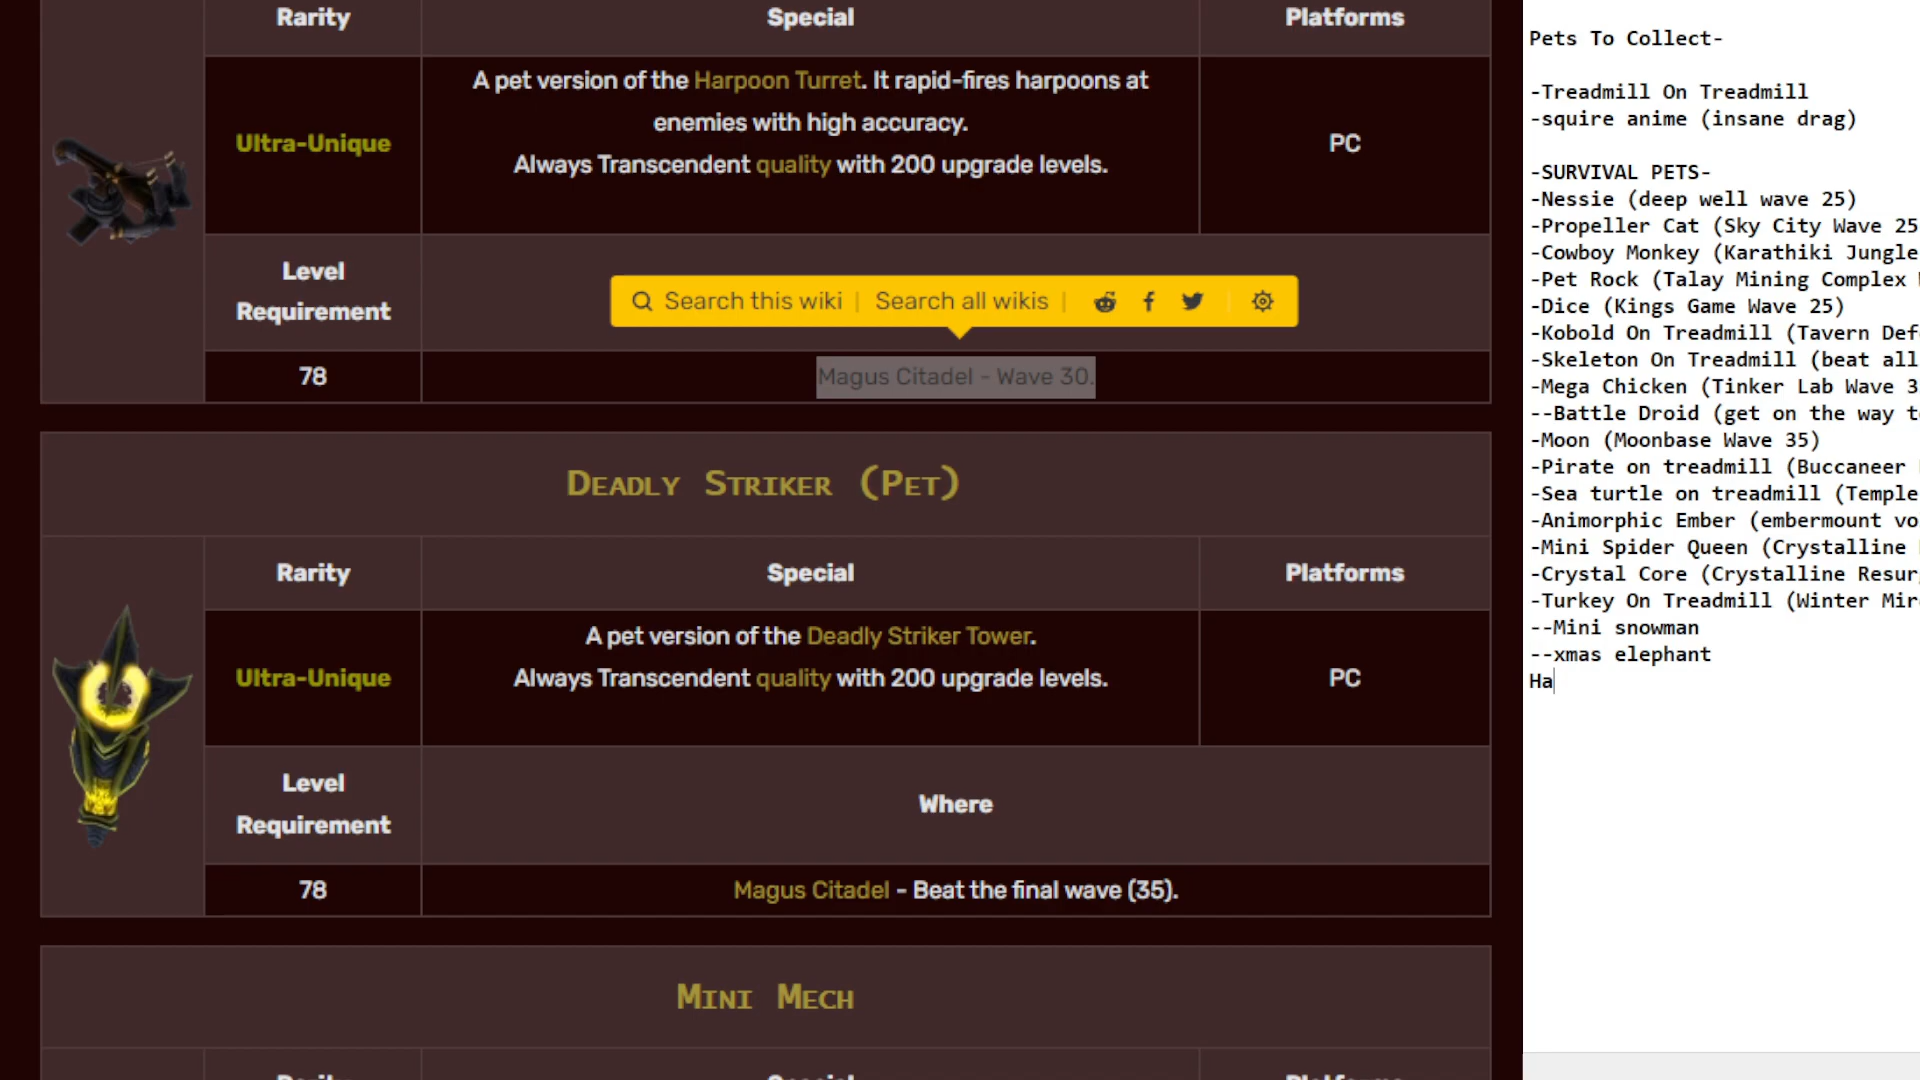 Rarity Special Platforms
A pet version of the Harpoon Turret. It rapid-fires harpoons at
enemies with high accuracy.
Always Transcendent quality with 200 upgrade levels.
Ultra-Unique
PC
Level
Requirement
Search this wiki | Search all wikis |
78
Magus Citadel - Wave 30.
Deadly Striker (Pet)
Rarity Special Platforms
A pet version of the Deadly Striker Tower.
Always Transcendent quality with 200 upgrade levels.
Ultra-Unique
PC
Level
Requirement
Where
78
Magus Citadel - Beat the final wave (35).
Mini Mech
Rarity Special Platforms
Pets To Collect-
-Treadmill On Treadmill
-squire anime (insane drag)
-SURVIVAL PETS-
-Nessie (deep well wave 25)
-Propeller Cat (Sky City Wave 25
-Cowboy Monkey (Karathiki Jungle
-Pet Rock (Talay Mining Complex
-Dice (Kings Game Wave 25)
-Kobold On Treadmill (Tavern Def
-Skeleton On Treadmill (beat all
-Mega Chicken (Tinker Lab Wave 3
--Battle Droid (get on the way t
-Moon (Moonbase Wave 35)
-Pirate on treadmill (Buccaneer
-Sea turtle on treadmill (Temple
-Animorphic Ember (embermount vo
-Mini Spider Queen (Crystalline
-Crystal Core (Crystalline Resur
-Turkey On Treadmill (Winter Mir
--Mini snowman
--xmas elephant
Ha